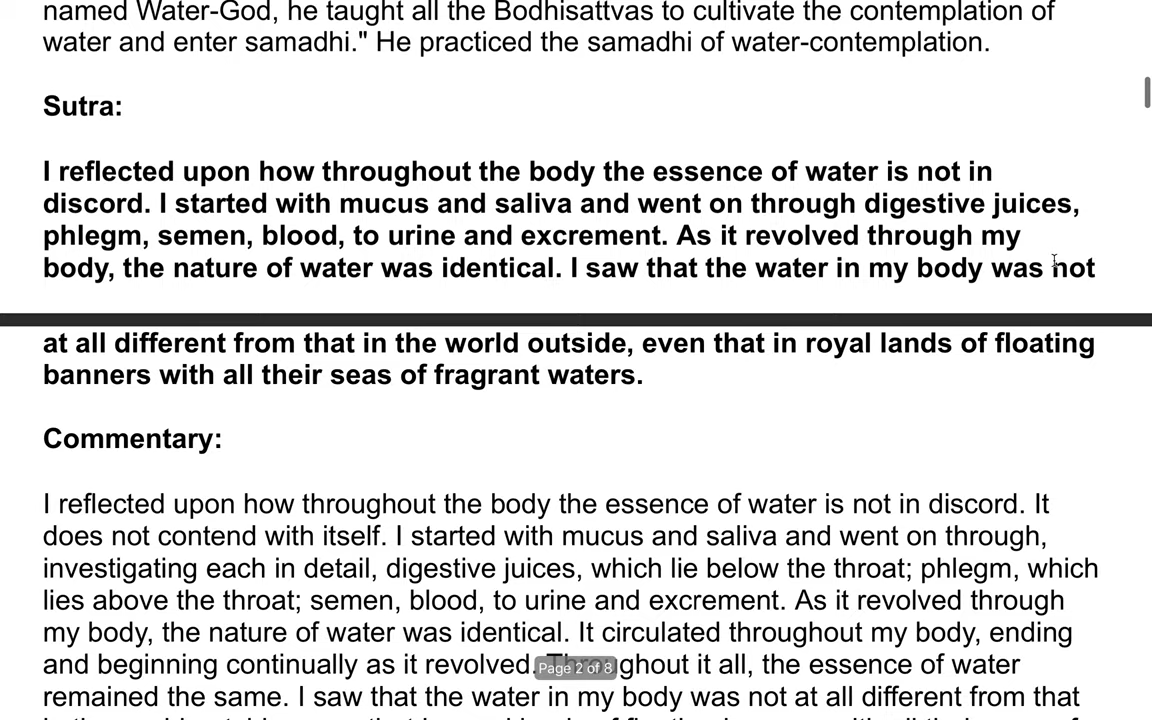 named Water-God, he taught all the Bodhisattvas to cultivate the contemplation of
water and enter samadhi." He practiced the samadhi of water-contemplation.
Sutra:
I reflected upon how throughout the body the essence of water is not in
discord. I started with mucus and saliva and went on through digestive juices,
phlegm, semen, blood, to urine and excrement. As it revolved through my
body, the nature of water was identical. I saw that the water in my body was not
at all different from that in the world outside, even that in royal lands of floating
banners with all their seas of fragrant waters.
Commentary:
I reflected upon how throughout the body the essence of water is not in discord. It
does not contend with itself. I started with mucus and saliva and went on through,
investigating each in detail, digestive juices, which lie below the throat; phlegm, which
lies above the throat; semen, blood, to urine and excrement. As it revolved through
my body, the nature of water was identical. It circulated throughout my body, ending
and beginning continually as it revolved. Throughout it all, the essence of water
Page 2 of 8
remained the same. I saw that the water in my body was not at all different from that